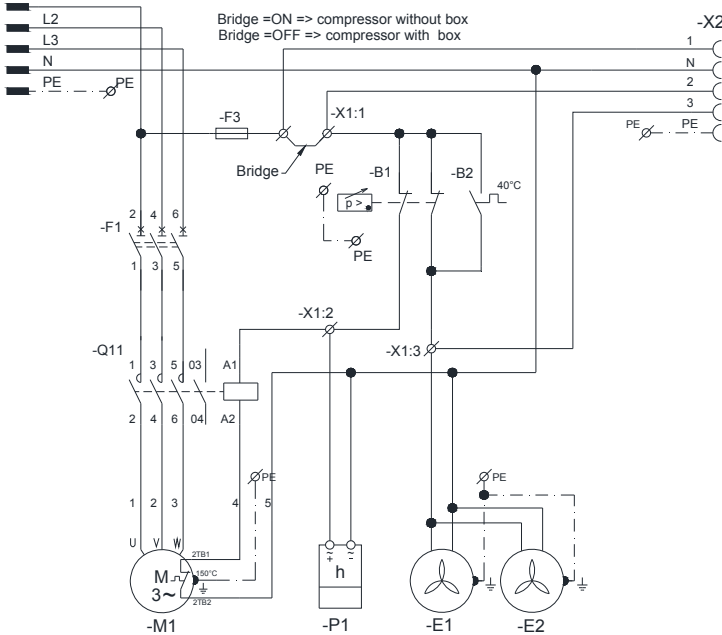 Bridge =ON => compressor without box
Bridge =OFF => compressor with box
-X2
L2
L3
1
N
N
PE
PE
2
3
PE
PE
-F3
-X1:1
Bridge
PE
-B1
-B2
40°C
p >
PE
2 4 6
-F1
1 3 5
-X1:2
-X1:3
-Q11
1 3 5 03
A1
2 4 6 04
A2
PE
PE
1 2 3
4
5
U V W
2TB1
150°C
M
3~
2TB2
~ ~
+ -
h
-M1
-P1
-E1
-E2